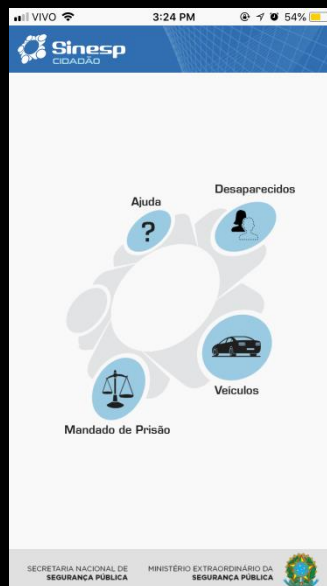 VIVO 3:24 PM 54%
Sinesp
CIDADÃO
Desaparecidos
Ajuda
?
Veículos
Mandado de Prisão
SECRETARIA NACIONAL DE MINISTÉRIO EXTRAORDINÁRIO DA
SEGURANÇA PÚBLICA SEGURANÇA PÚBLICA